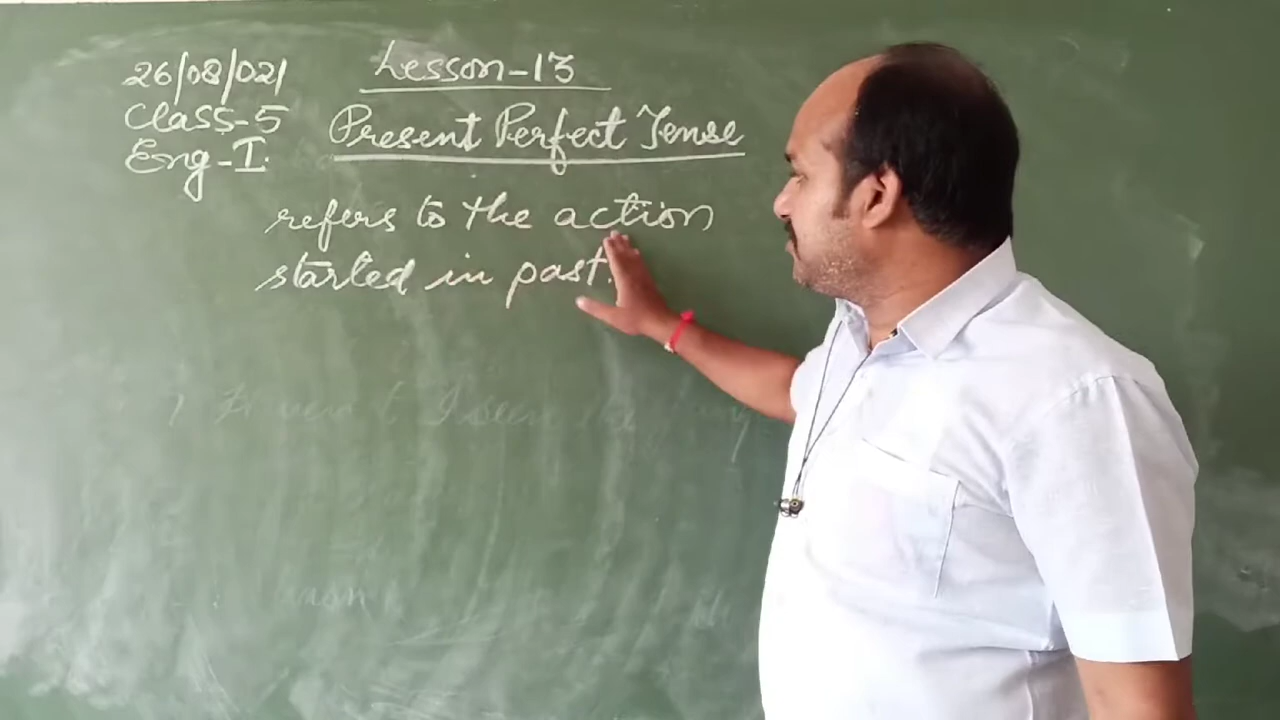 26/08/021
Class-5
Eng-I.
Lesson-13
Present Perfect Tense
refers to the action
started in past.